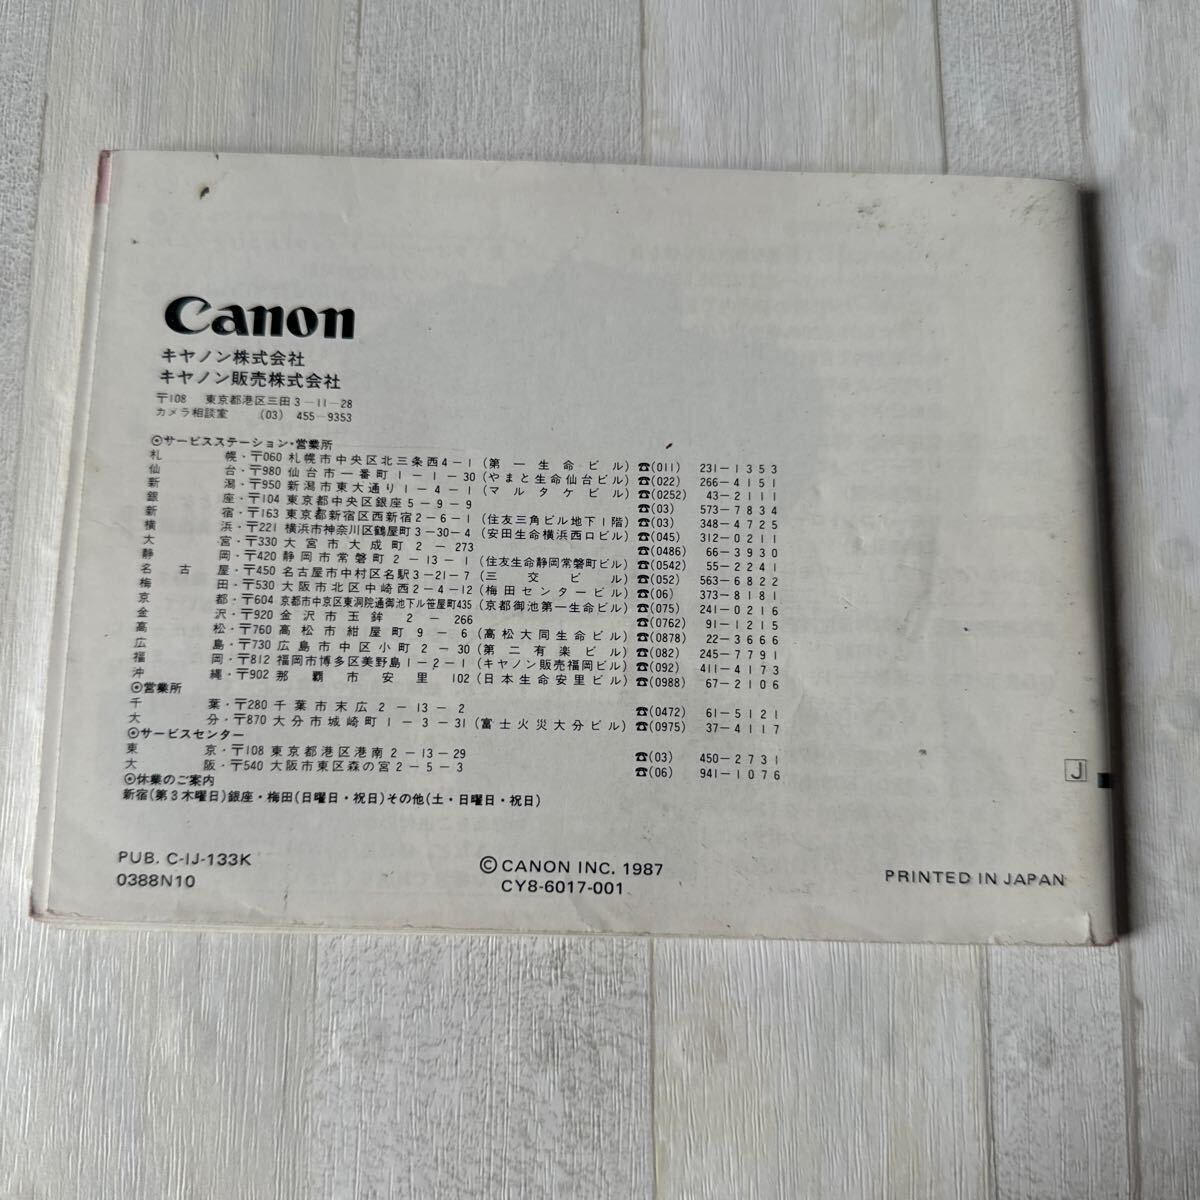 Canon
キヤノン株式会社
キヤノン販売株式会社
〒108 東京都港区三田3-11-28
カメラ相談室 (03) 455-9353
⊙サービスステーション・営業所
札幌・〒060 札幌市中央区北三条西4-1(第一生命ビル) ☎(011) 231-1353
仙台・〒980 仙台市一番町1-1-30(やまと生命仙台ビル) ☎(022) 266-4151
新潟・〒950 新潟市東大通り1-4-1(マルタケビル) ☎(0252) 43-2111
銀座・〒104 東京都中央区銀座5-9-9 ☎(03) 573-7834
新宿・〒163 東京都新宿区西新宿2-6-1(住友三角ビル地下1階) ☎(03) 348-4725
横浜・〒221 横浜市神奈川区鶴屋町3-30-4(安田生命横浜西口ビル) ☎(045) 312-0211
大宮・〒330 大宮市大成町2-273 ☎(0486) 66-3930
静岡・〒420 静岡市常磐町2-13-1(住友生命静岡常磐町ビル) ☎(0542) 55-2241
名古屋・〒450 名古屋市中村区名駅3-21-7(三交ビル) ☎(052) 563-6822
梅田・〒530 大阪市北区中崎西2-4-12(梅田センタービル) ☎(06) 373-8181
京都・〒604 京都市中京区東洞院通御池下ル笹屋町435(京都御池第一生命ビル) ☎(075) 241-0216
金沢・〒920 金沢市玉鉾2-266 ☎(0762) 91-1215
高松・〒760 高松市紺屋町9-6(高松大同生命ビル) ☎(0878) 22-3666
広島・〒730 広島市中区小町2-30(第二有楽ビル) ☎(082) 245-7791
福岡・〒812 福岡市博多区美野島1-2-1(キヤノン販売福岡ビル) ☎(092) 411-4173
沖縄・〒902 那覇市安里102(日本生命安里ビル) ☎(0988) 67-2106
⊙営業所
千葉・〒280 千葉市末広2-13-2 ☎(0472) 61-5121
大分・〒870 大分市城崎町1-3-31(富士火災大分ビル) ☎(0975) 37-4117
⊙サービスセンター
東京・〒108 東京都港区港南2-13-29 ☎(03) 450-2731
大阪・〒540 大阪市東区森の宮2-5-3 ☎(06) 941-1076
⊙休業のご案内
新宿(第3木曜日)銀座・梅田(日曜日・祝日)その他(土・日曜日・祝日)
J
PUB. C-IJ-133K
0388N10
©CANON INC. 1987
CY8-6017-001
PRINTED IN JAPAN